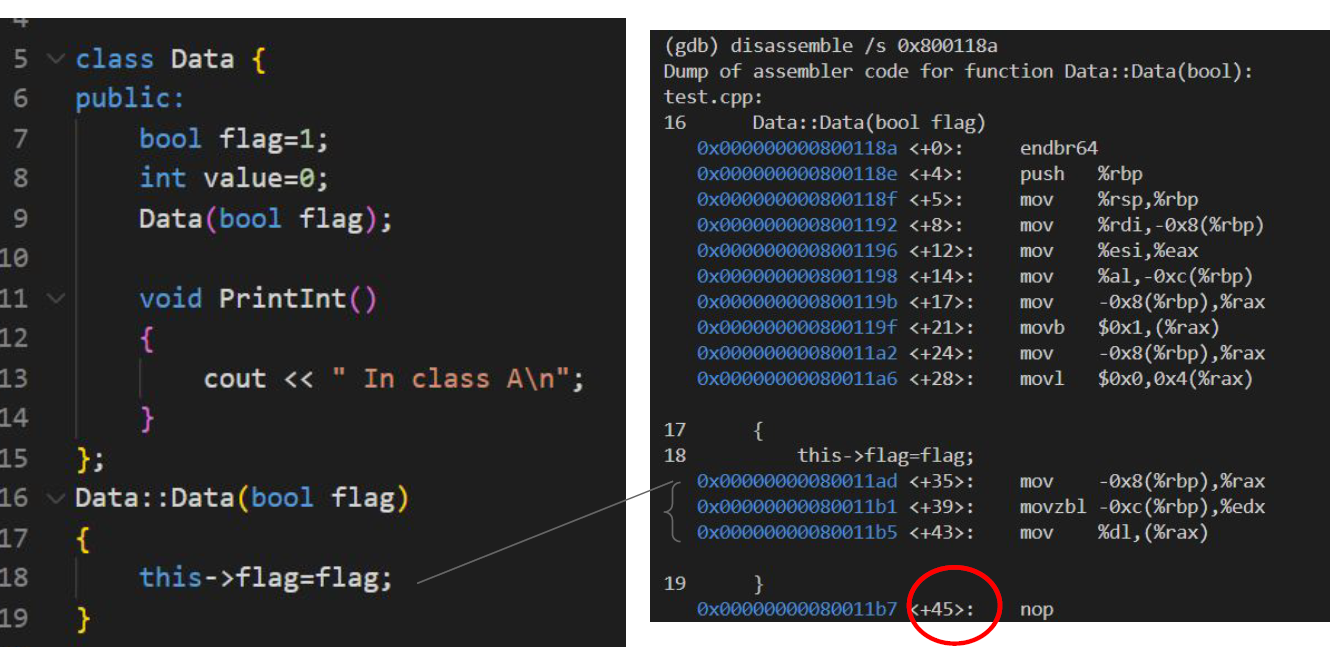 4
5 class Data {
6 public:
7 bool flag=1;
8 int value=0;
9 Data(bool flag);
10
11 void PrintInt()
12 {
13 cout << " In class A\n";
14 }
15 };
16 Data::Data(bool flag)
17 {
18 this->flag=flag;
19 }
(gdb) disassemble /s 0x800118a
Dump of assembler code for function Data::Data(bool):
test.cpp:
16 Data::Data(bool flag)
0x000000000800118a <+0>: endbr64
0x000000000800118e <+4>: push %rbp
0x000000000800118f <+5>: mov %rsp,%rbp
0x0000000008001192 <+8>: mov %rdi,-0x8(%rbp)
0x0000000008001196 <+12>: mov %esi,%eax
0x0000000008001198 <+14>: mov %al,-0xc(%rbp)
0x000000000800119b <+17>: mov -0x8(%rbp),%rax
0x000000000800119f <+21>: movb $0x1,(%rax)
0x00000000080011a2 <+24>: mov -0x8(%rbp),%rax
0x00000000080011a6 <+28>: movl $0x0,0x4(%rax)
17 {
18 this->flag=flag;
0x00000000080011ad <+35>: mov -0x8(%rbp),%rax
0x00000000080011b1 <+39>: movzbl -0xc(%rbp),%edx
0x00000000080011b5 <+43>: mov %dl,(%rax)
19 }
0x00000000080011b7 <+45>: nop